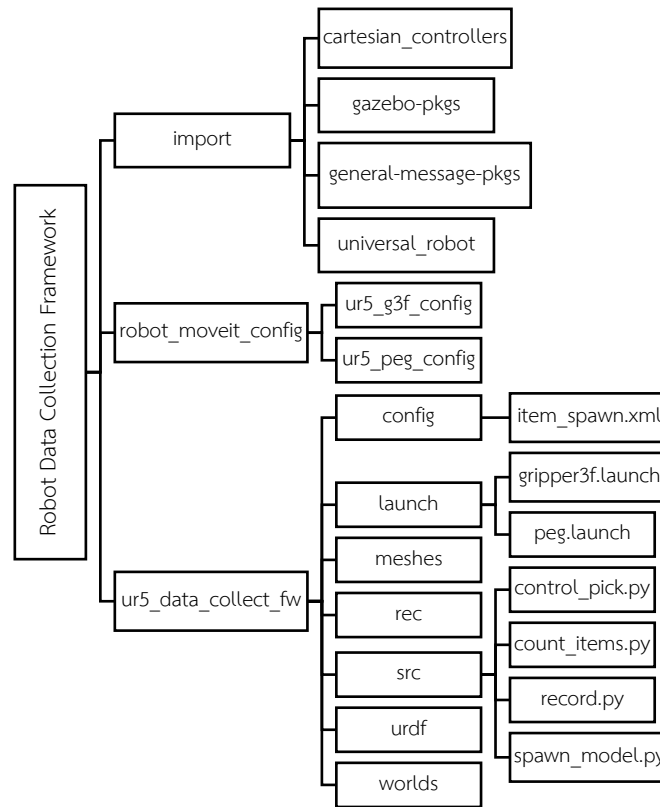 Robot Data Collection Framework
import
cartesian_controllers
gazebo-pkgs
general-message-pkgs
universal_robot
robot_moveit_config
ur5_g3f_config
ur5_peg_config
ur5_data_collect_fw
config
item_spawn.xml
launch
gripper3f.launch
peg.launch
meshes
rec
src
control_pick.py
count_items.py
record.py
spawn_model.py
urdf
worlds